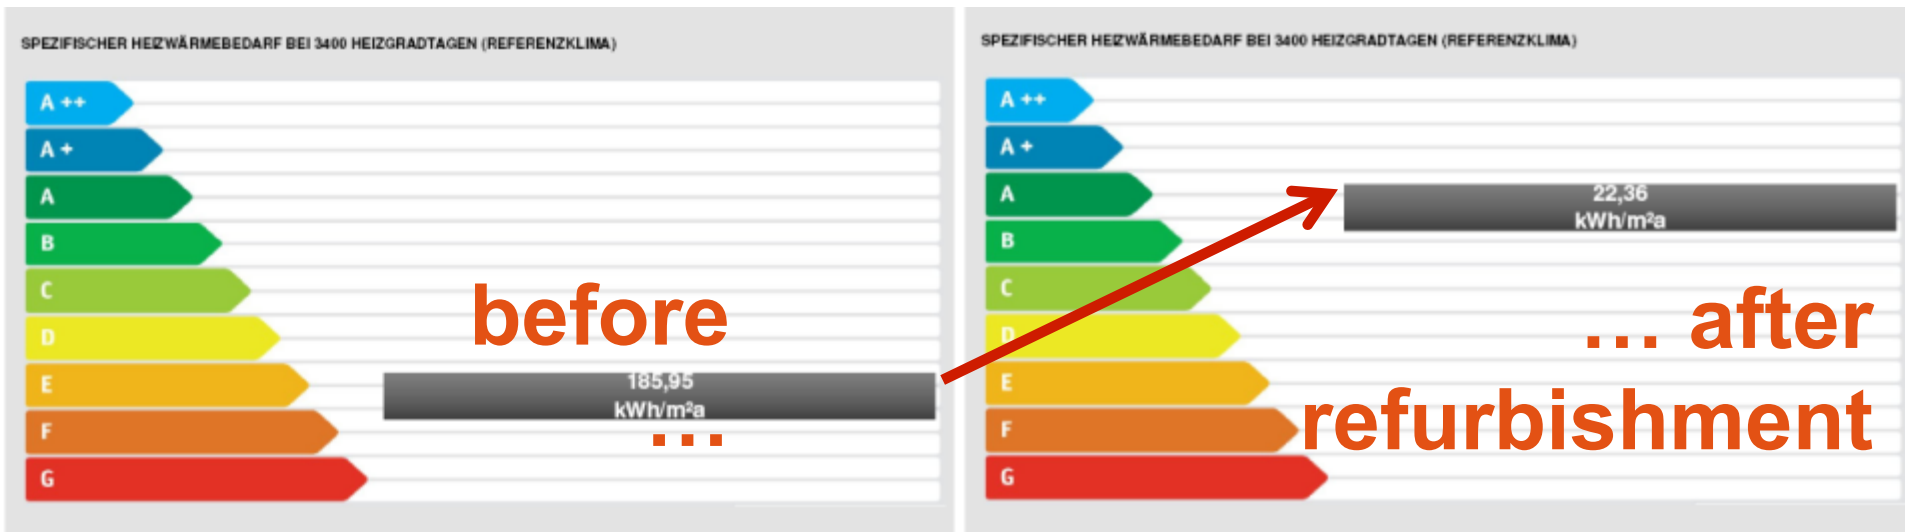 SPEZIFISCHER HEIZWÄRMEBEDARF BEI 3400 HEIZGRADTAGEN (REFERENZKLIMA)
A ++
A +
A
B
C
D
E
F
G
185,95
kWh/m²a
before
...
SPEZIFISCHER HEIZWÄRMEBEDARF BEI 3400 HEIZGRADTAGEN (REFERENZKLIMA)
A ++
A +
A
B
C
D
E
F
G
22,36
kWh/m²a
... after
refurbishment